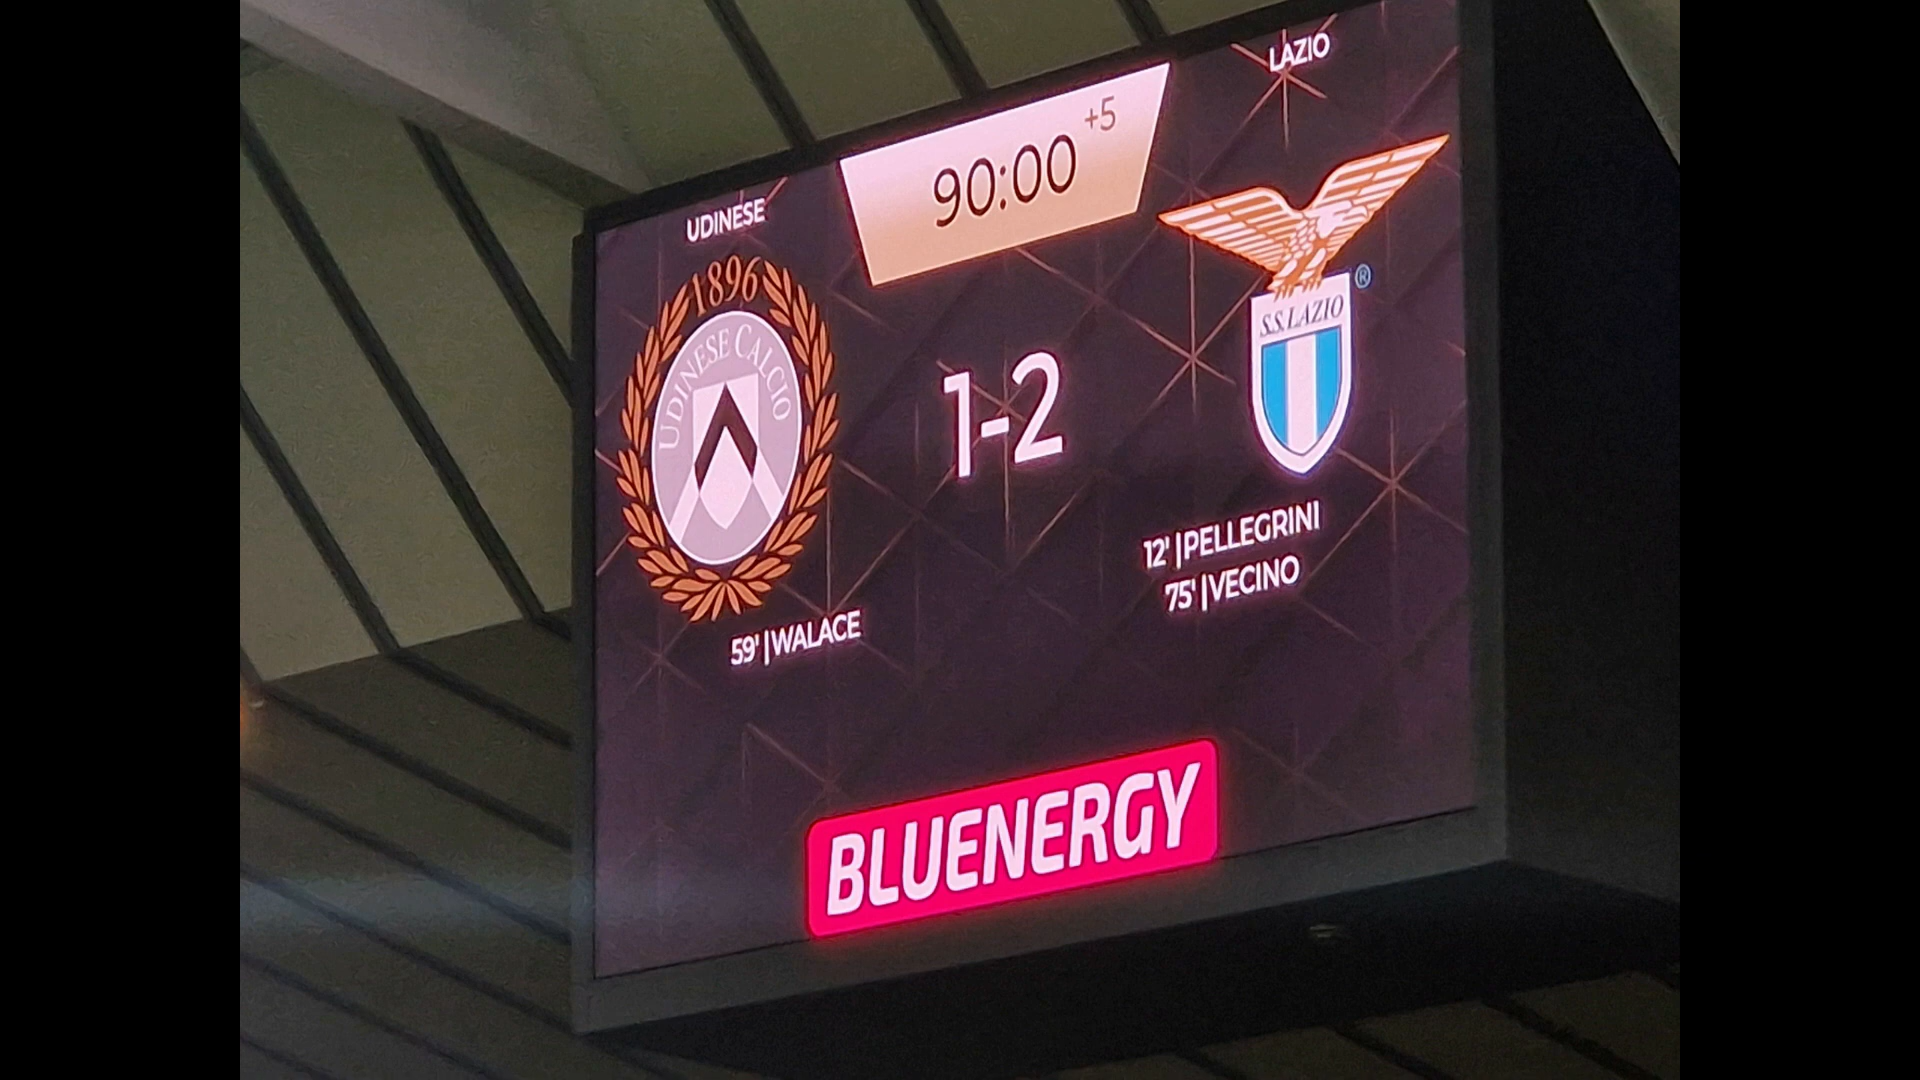 LAZIO
+5
90:00
UDINESE
1896
UDINESE CALCIO
®
S.S.LAZIO
1-2
12' | PELLEGRINI
75' | VECINO
59' | WALACE
BLUENERGY